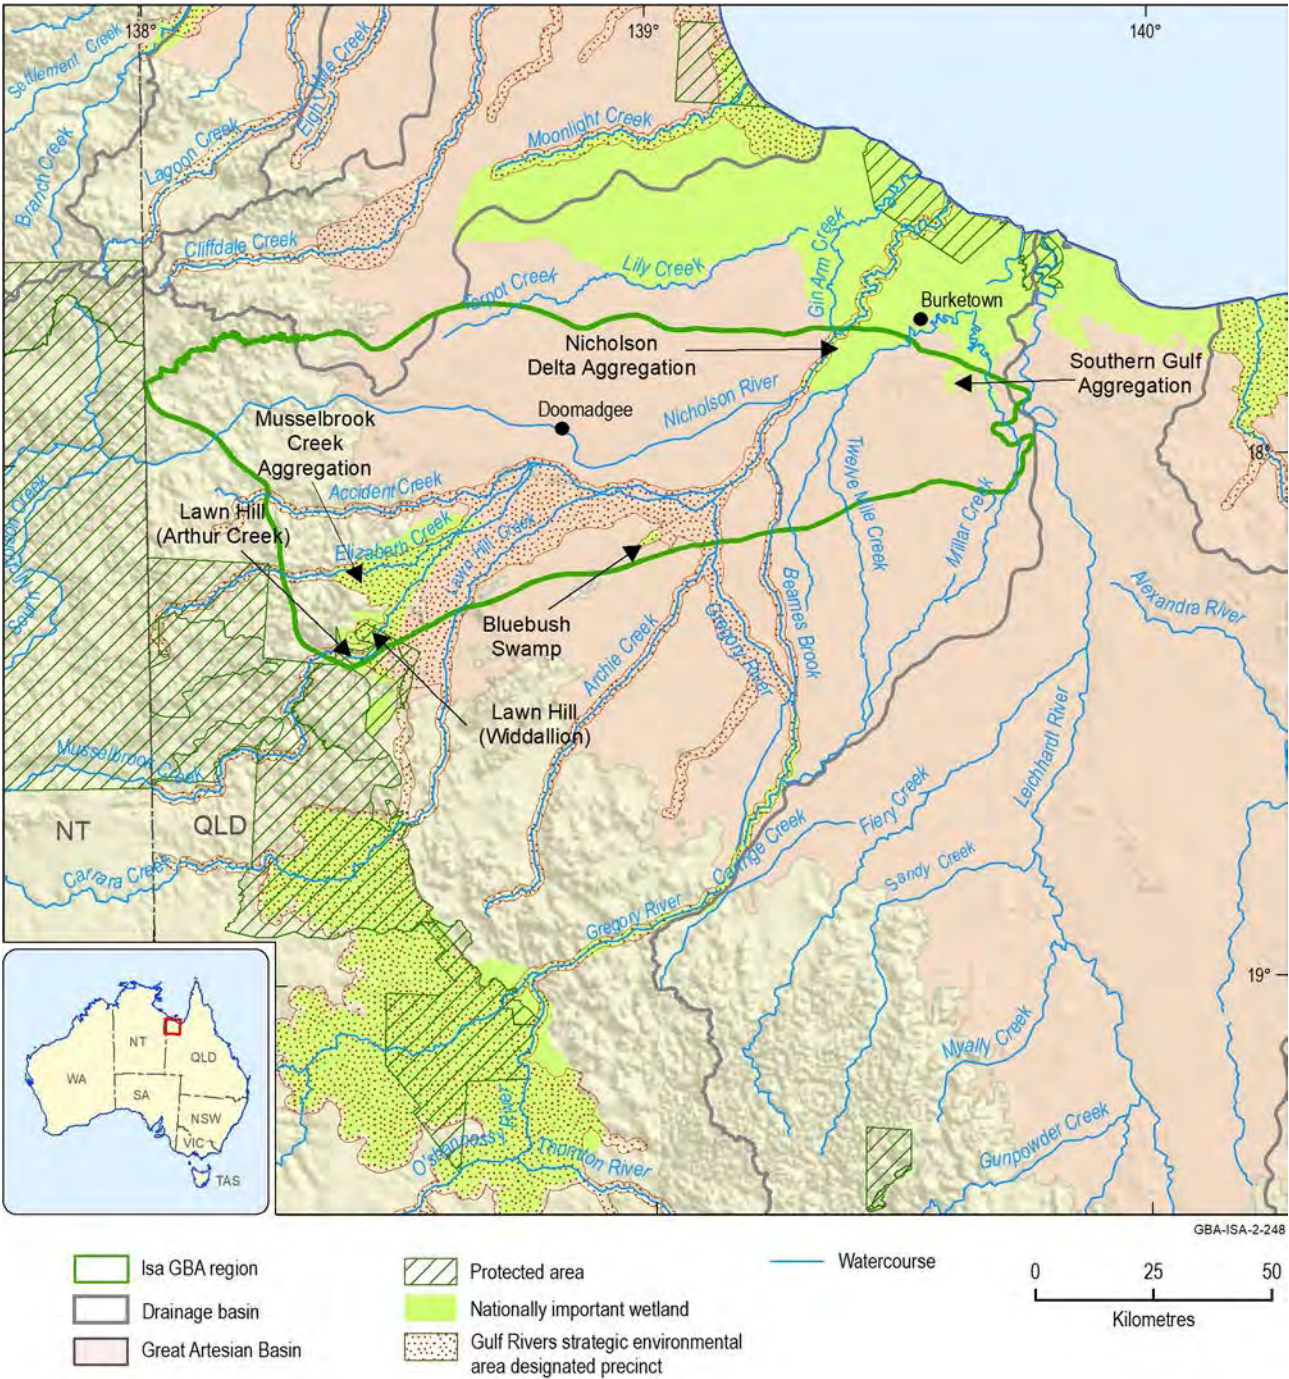 138°
139°
140°
Settlement Creek
Branch Creek
Lagoon Creek
Eight Mile Creek
Moonlight Creek
Cliffdale Creek
Lily Creek
Gin Arm Creek
Tarpot Creek
Burketown
Nicholson
Delta Aggregation
Southern Gulf
Aggregation
Doomadgee
Nicholson River
Musselbrook
Creek
Aggregation
18°
Accident Creek
Twelve Mile Creek
Millar Creek
Lawn Hill
(Arthur Creek)
Elizabeth Creek
Lawn Hill Creek
South Nicholson Creek
Beames Brook
Alexandra River
Bluebush
Swamp
Archie Creek
Gregory River
Lawn Hill
(Widdallion)
Leichhardt River
Musselbrook Creek
NT
QLD
Fiery Creek
Carrara Creek
Sandy Creek
Gregory River
19°
Myally Creek
O'shannassy River
Thornton River
Gunpowder Creek
NT
QLD
WA
SA
NSW
VIC
TAS
GBA-ISA-2-248
Isa GBA region
Drainage basin
Great Artesian Basin
Protected area
Nationally important wetland
Gulf Rivers strategic environmental
area designated precinct
Watercourse
0 25 50
Kilometres